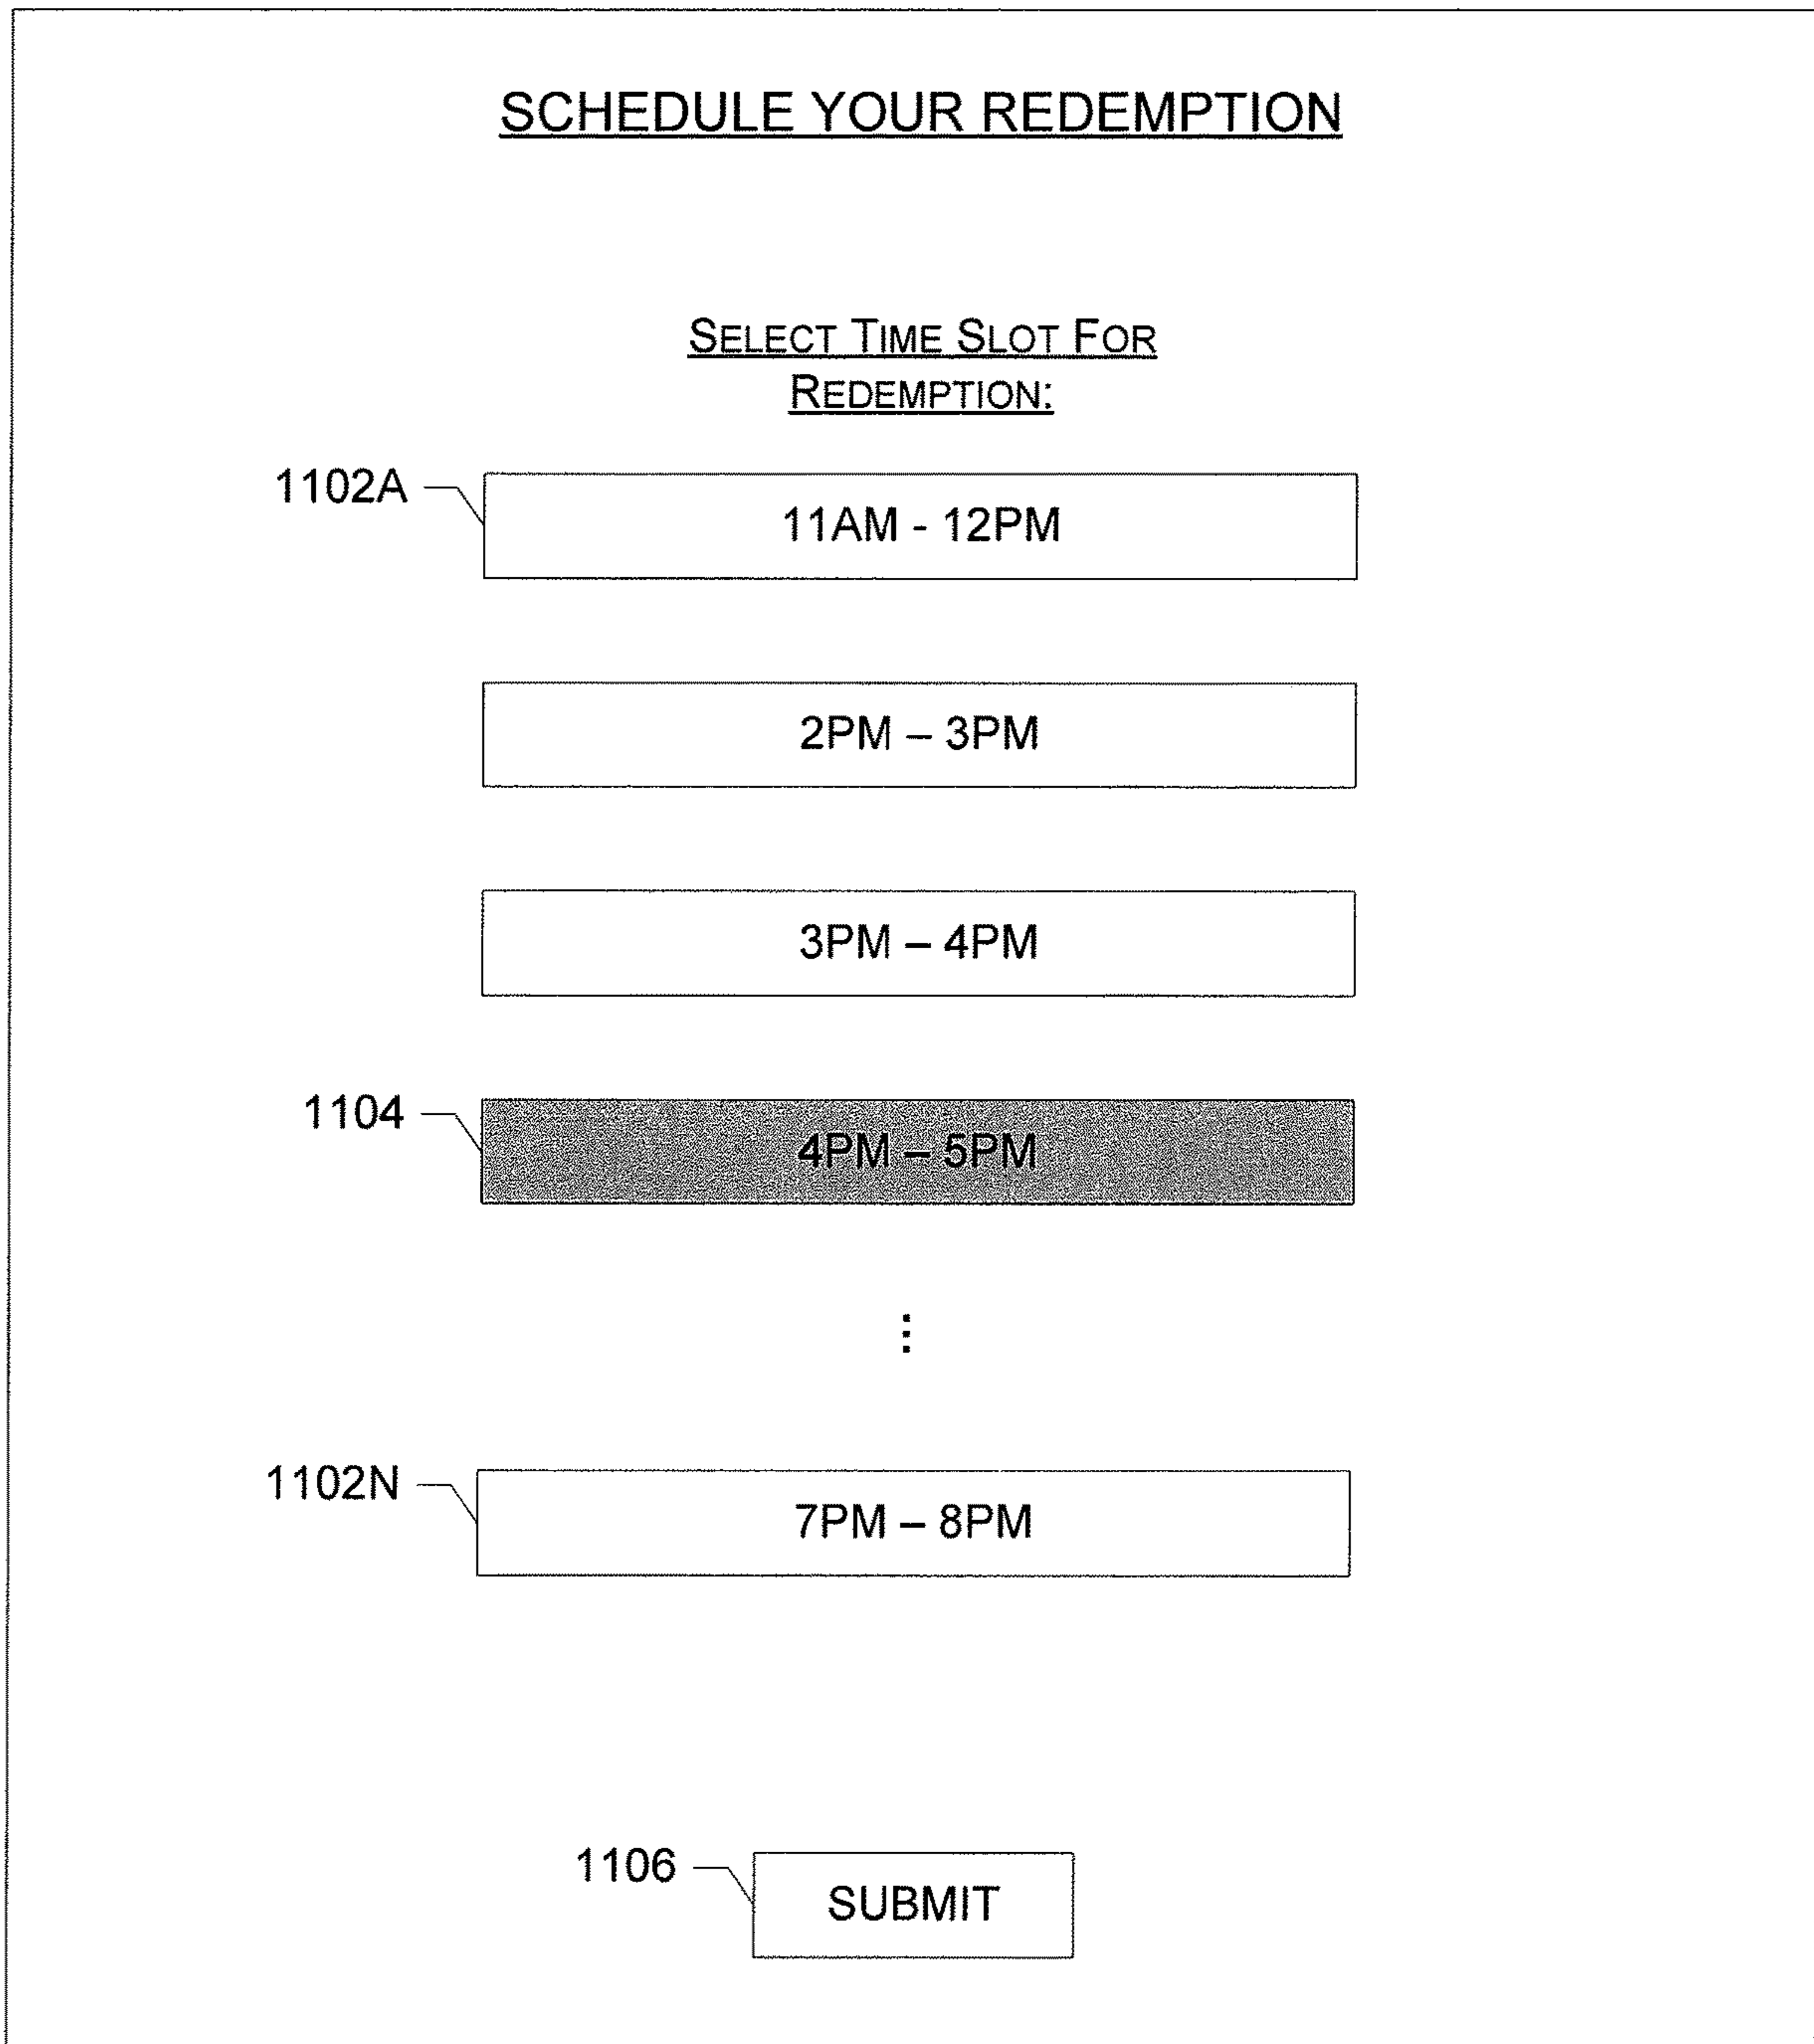 SCHEDULE YOUR REDEMPTION
SELECT TIME SLOT FOR
REDEMPTION:
1102A
11AM - 12PM
2PM – 3PM
3PM – 4PM
1104
4PM – 5PM
⋮
1102N
7PM – 8PM
1106
SUBMIT